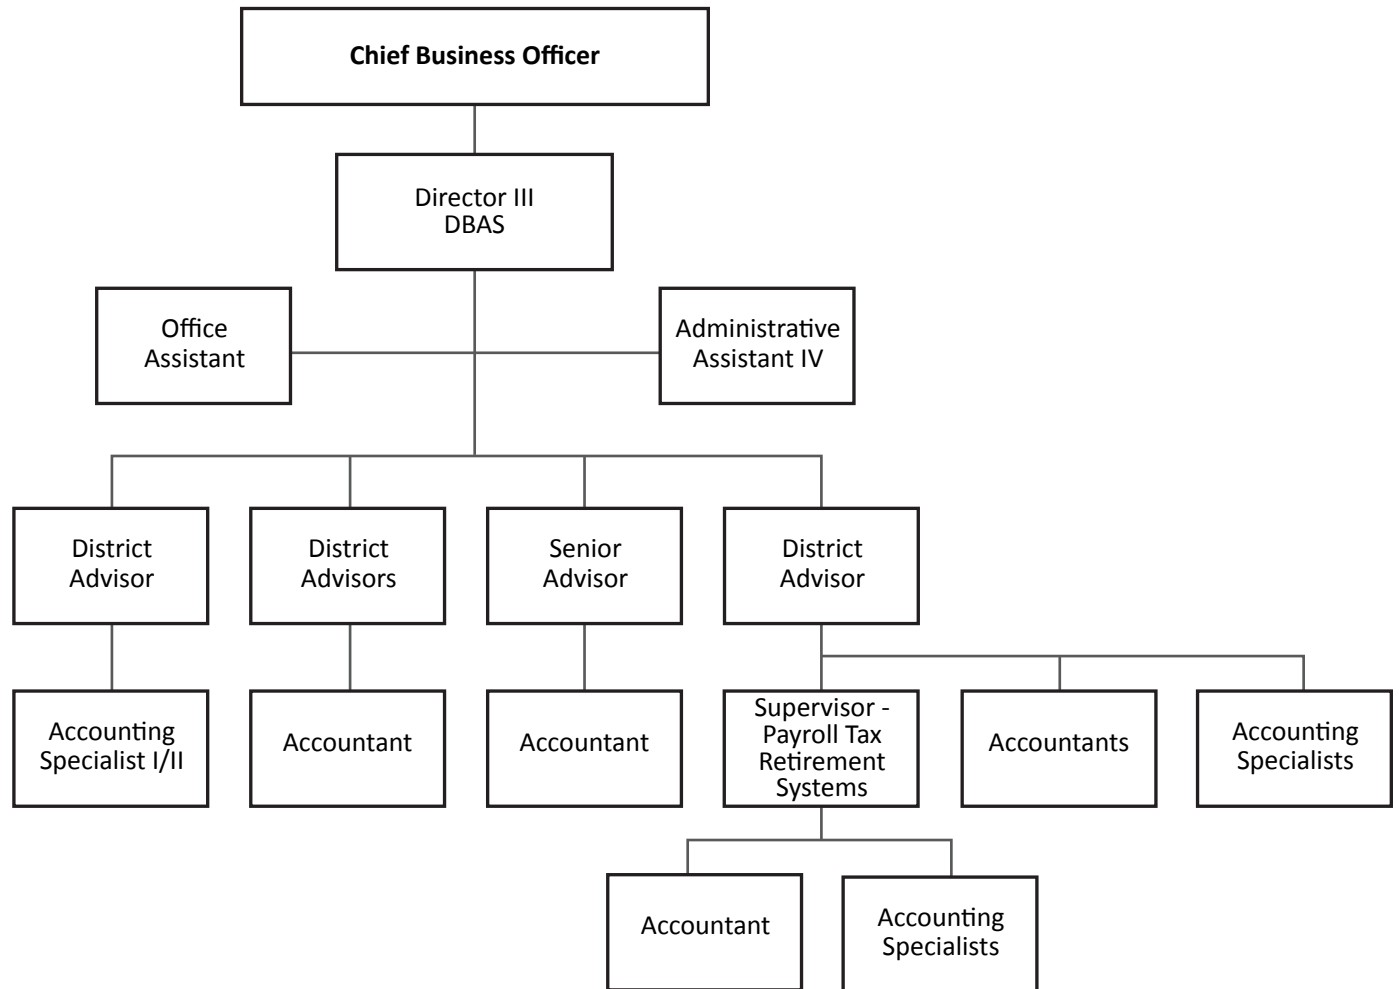 Chief Business Officer
Director III
DBAS
Office
Assistant
Administrative
Assistant IV
District
Advisor
District
Advisors
Senior
Advisor
District
Advisor
Accounting
Specialist I/II
Accountant
Accountant
Supervisor -
Payroll Tax
Retirement
Systems
Accountants
Accounting
Specialists
Accountant
Accounting
Specialists